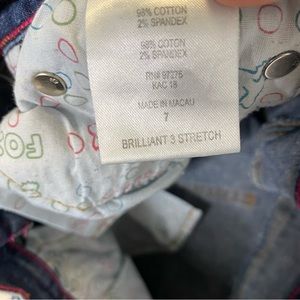 98% COTTON
2% SPANDEX
98% COTTON
2% SPANDEX
RN# 97276
KAC 18
MADE IN MACAU
7
BRILLIANT 3 STRETCH